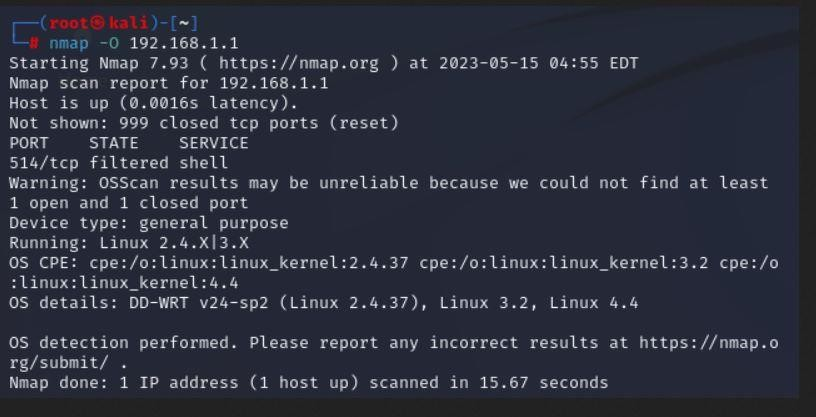 ┌──(root㉿kali)-[~]
└─# nmap -O 192.168.1.1
Starting Nmap 7.93 ( https://nmap.org ) at 2023-05-15 04:55 EDT
Nmap scan report for 192.168.1.1
Host is up (0.0016s latency).
Not shown: 999 closed tcp ports (reset)
PORT    STATE    SERVICE
514/tcp filtered shell
Warning: OSScan results may be unreliable because we could not find at least
1 open and 1 closed port
Device type: general purpose
Running: Linux 2.4.X|3.X
OS CPE: cpe:/o:linux:linux_kernel:2.4.37 cpe:/o:linux:linux_kernel:3.2 cpe:/o
:linux:linux_kernel:4.4
OS details: DD-WRT v24-sp2 (Linux 2.4.37), Linux 3.2, Linux 4.4
OS detection performed. Please report any incorrect results at https://nmap.o
rg/submit/ .
Nmap done: 1 IP address (1 host up) scanned in 15.67 seconds